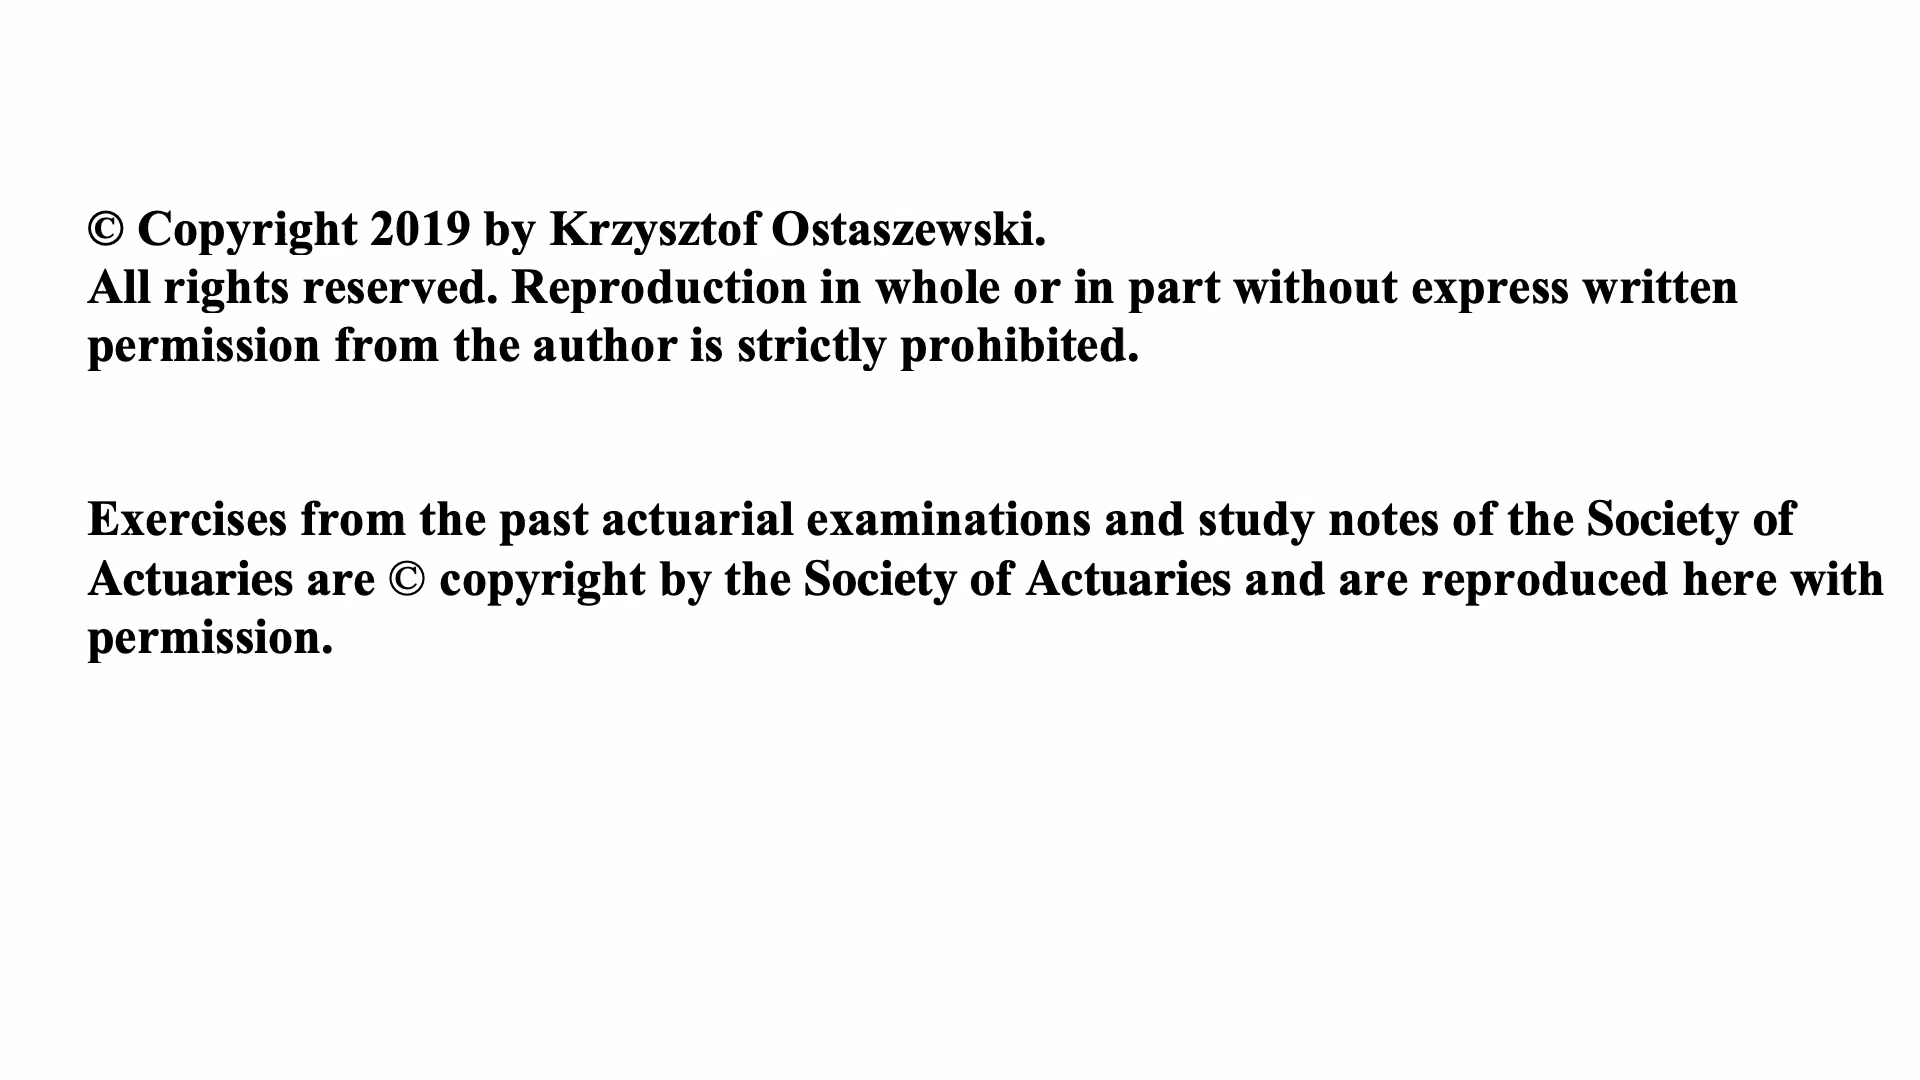 © Copyright 2019 by Krzysztof Ostaszewski.
All rights reserved. Reproduction in whole or in part without express written
permission from the author is strictly prohibited.
Exercises from the past actuarial examinations and study notes of the Society of
Actuaries are © copyright by the Society of Actuaries and are reproduced here with
permission.